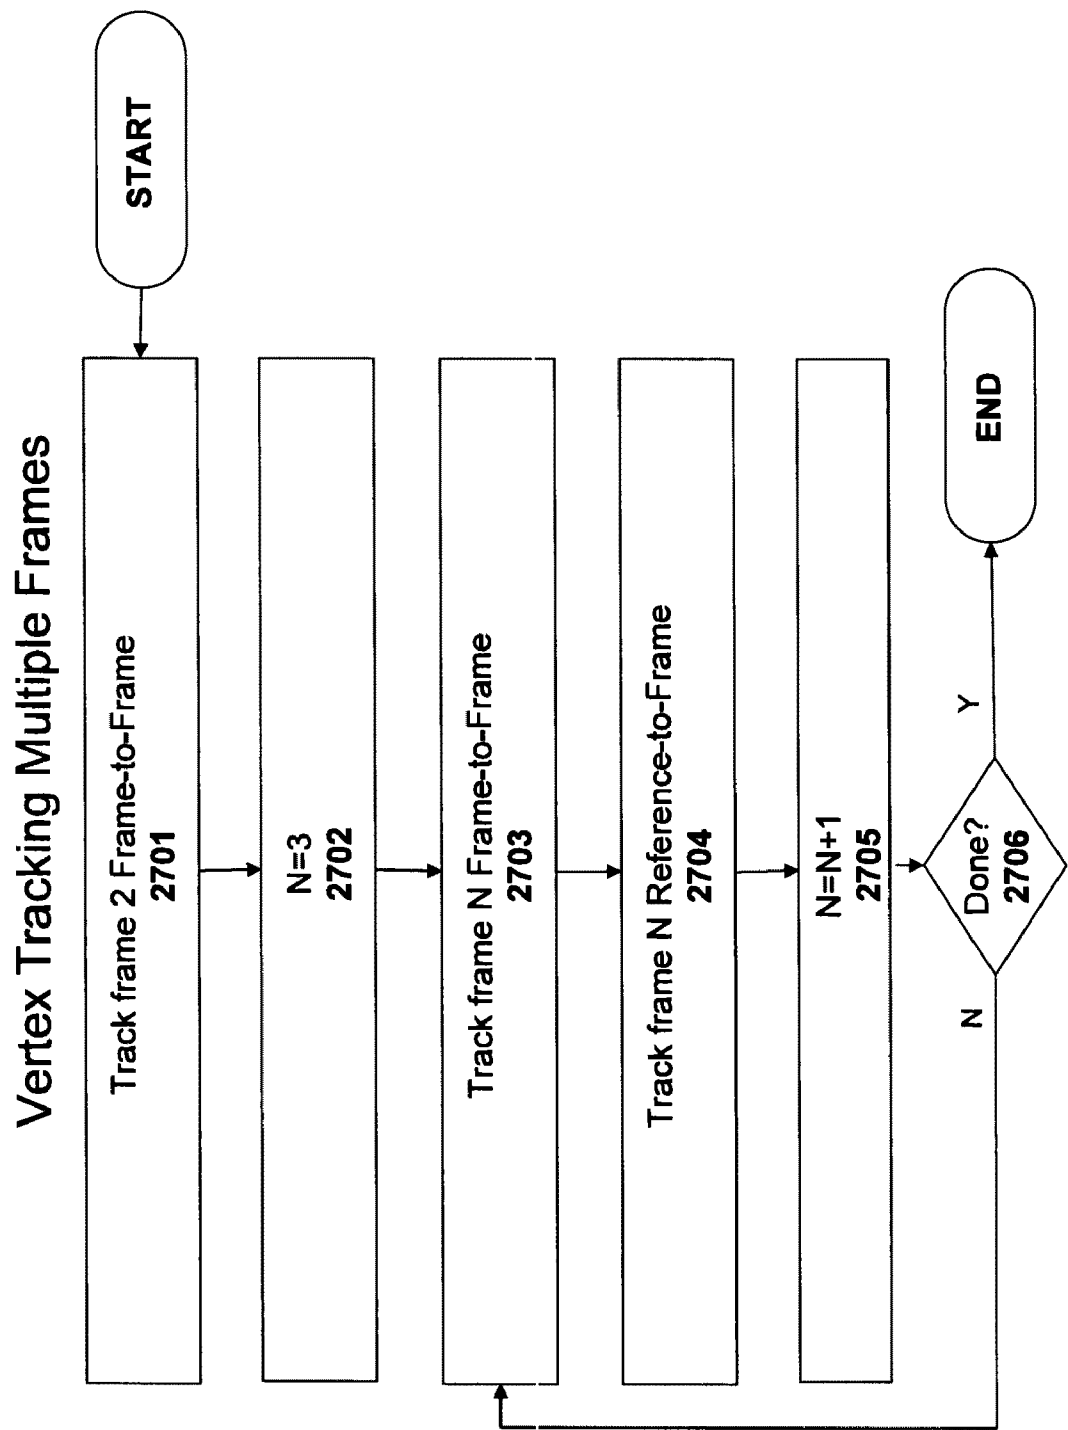 Vertex Tracking Multiple Frames
START
Track frame 2 Frame-to-Frame
2701
N=3
2702
Track frame N Frame-to-Frame
2703
Track frame N Reference-to-Frame
2704
N=N+1
2705
Done?
2706
N
Y
END